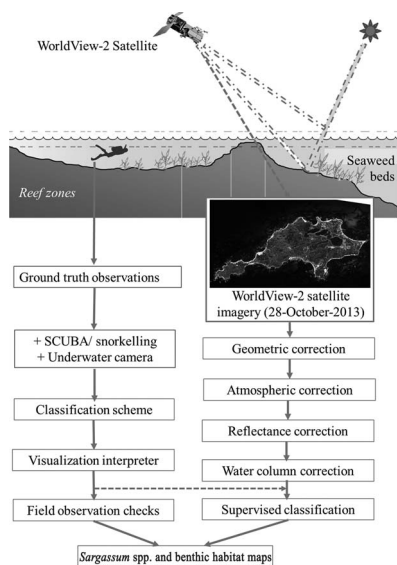 WorldView-2 Satellite
Seaweed
beds
Reef zones
Ground truth observations
+ SCUBA/ snorkelling
+ Underwater camera
Classification scheme
Visualization interpreter
Field observation checks
WorldView-2 satellite
imagery (28-October-2013)
Geometric correction
Atmospheric correction
Reflectance correction
Water column correction
Supervised classification
Sargassum spp. and benthic habitat maps